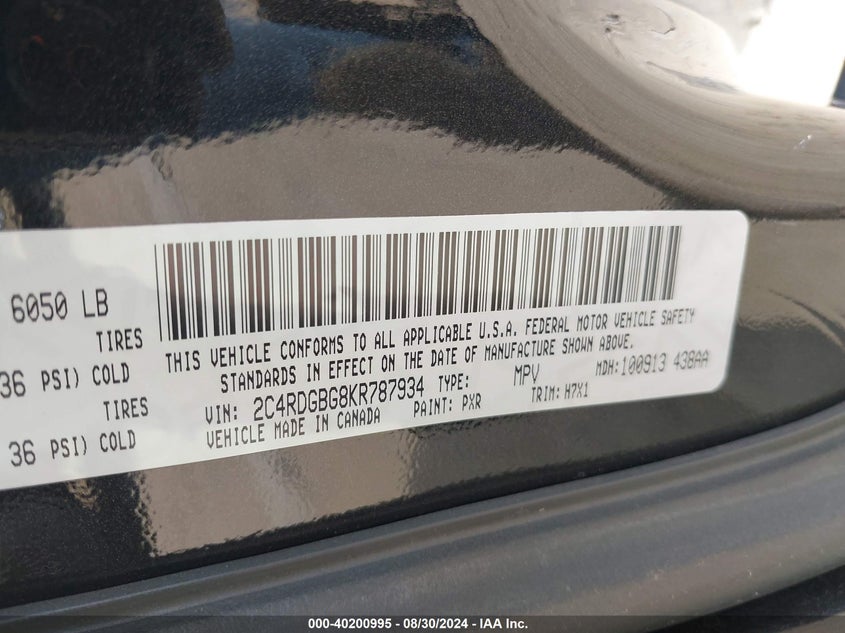 6050 LB
TIRES
36 PSI) COLD
TIRES
36 PSI) COLD
THIS VEHICLE CONFORMS TO ALL APPLICABLE U.S.A. FEDERAL MOTOR VEHICLE SAFETY
STANDARDS IN EFFECT ON THE DATE OF MANUFACTURE SHOWN ABOVE.
VIN: 2C4RDGBG8KR787934 TYPE: MPV MDH:100913 438AA
VEHICLE MADE IN CANADA PAINT: PXR TRIM: H7X1
000-40200995 - 08/30/2024 - IAA Inc.